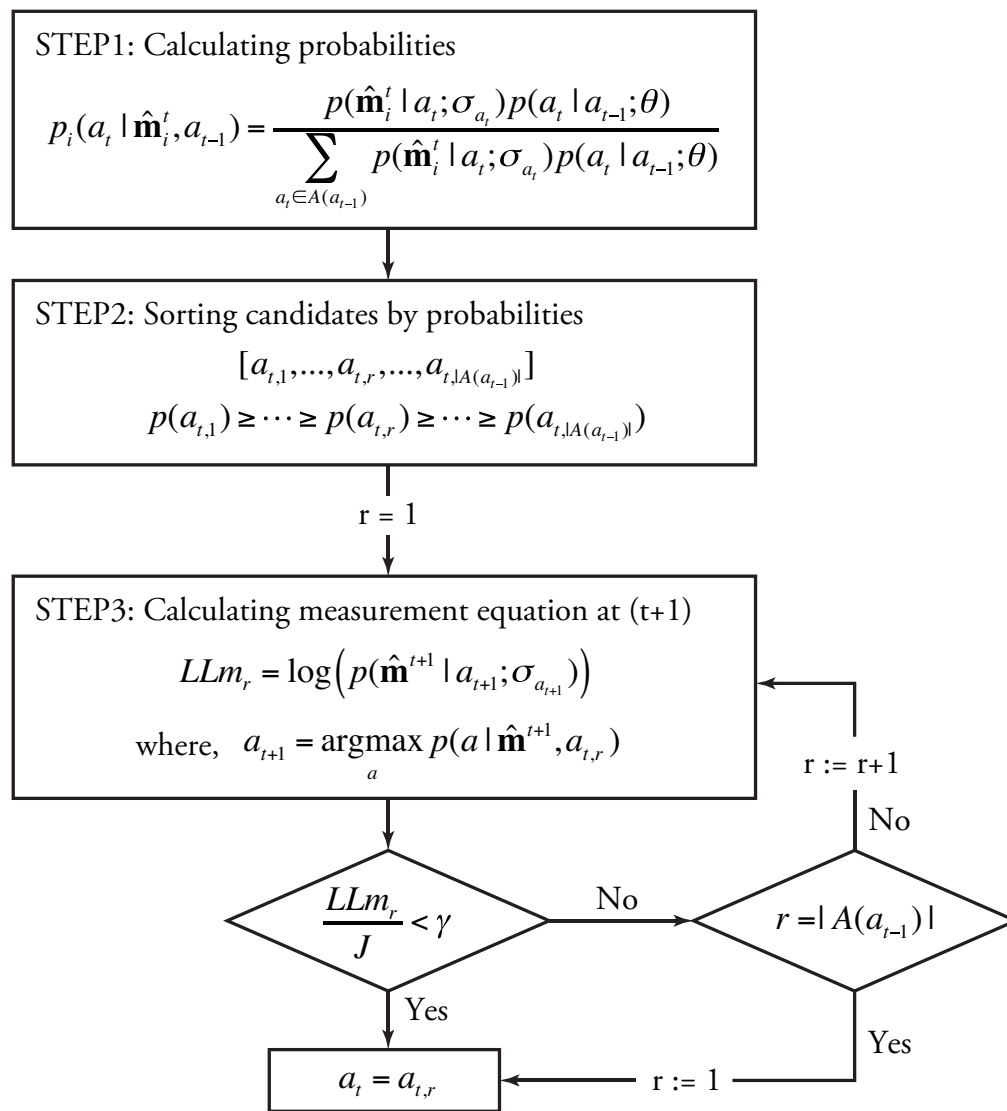 STEP1: Calculating probabilities
p_i(a_t | m̂_i^t, a_{t−1}) = p(m̂_i^t | a_t; σ_{a_t}) p(a_t | a_{t−1}; θ) / ∑_{a_t∈A(a_{t−1})} p(m̂_i^t | a_t; σ_{a_t}) p(a_t | a_{t−1}; θ)
STEP2: Sorting candidates by probabilities
[a_{t,1},...,a_{t,r},...,a_{t,|A(a_{t−1})|}]
p(a_{t,1}) ≥ ⋯ ≥ p(a_{t,r}) ≥ ⋯ ≥ p(a_{t,|A(a_{t−1})|})
r = 1
STEP3: Calculating measurement equation at (t+1)
LLm_r = log(p(m̂^{t+1} | a_{t+1}; σ_{a_{t+1}}))
where, a_{t+1} = argmax_a p(a | m̂^{t+1}, a_{t,r})
r := r+1
No
LLm_r / J < γ
No
r =| A(a_{t−1}) |
Yes
Yes
a_t = a_{t,r}
r := 1